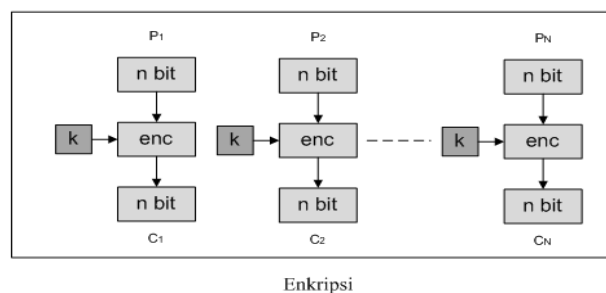 P1 P2 PN
n bit n bit n bit
k enc k enc k enc
n bit n bit n bit
C1 C2 CN
Enkripsi